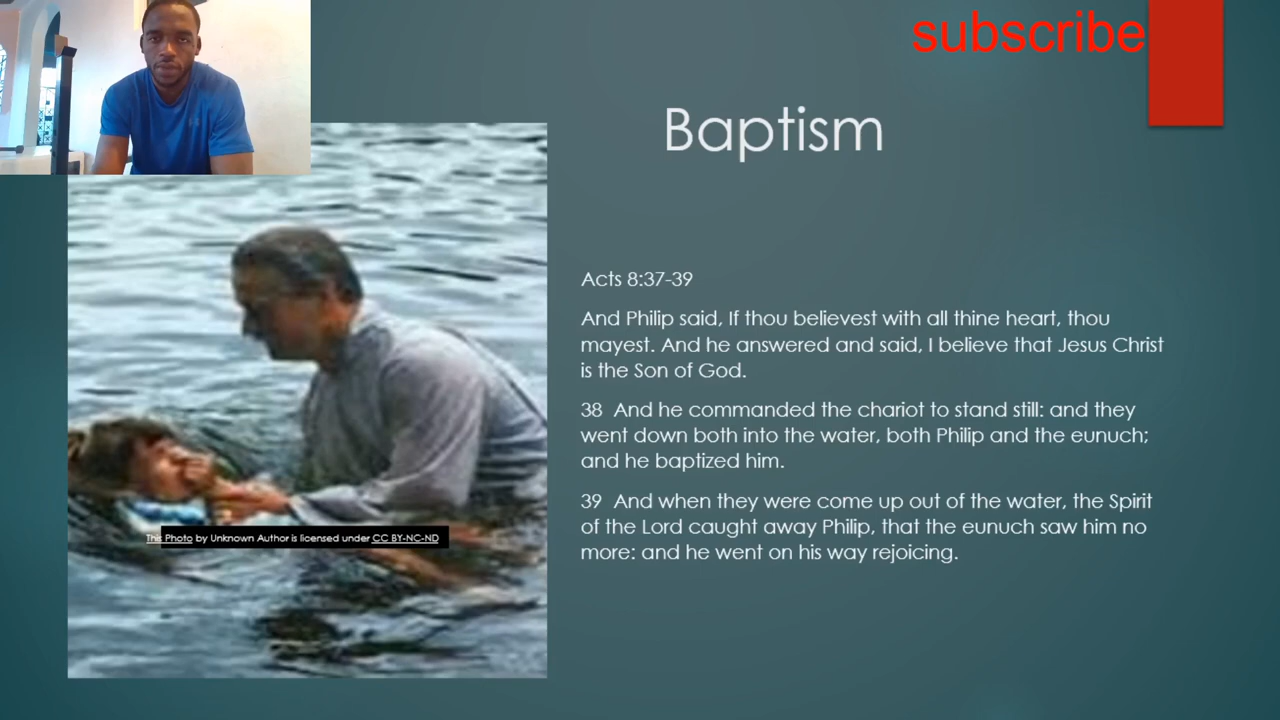 subscribe
Baptism
Acts 8:37-39
And Philip said, If thou believest with all thine heart, thou
mayest. And he answered and said, I believe that Jesus Christ
is the Son of God.
38 And he commanded the chariot to stand still: and they
went down both into the water, both Philip and the eunuch;
and he baptized him.
39 And when they were come up out of the water, the Spirit
of the Lord caught away Philip, that the eunuch saw him no
more: and he went on his way rejoicing.
This Photo by Unknown Author is licensed under CC BY-NC-ND